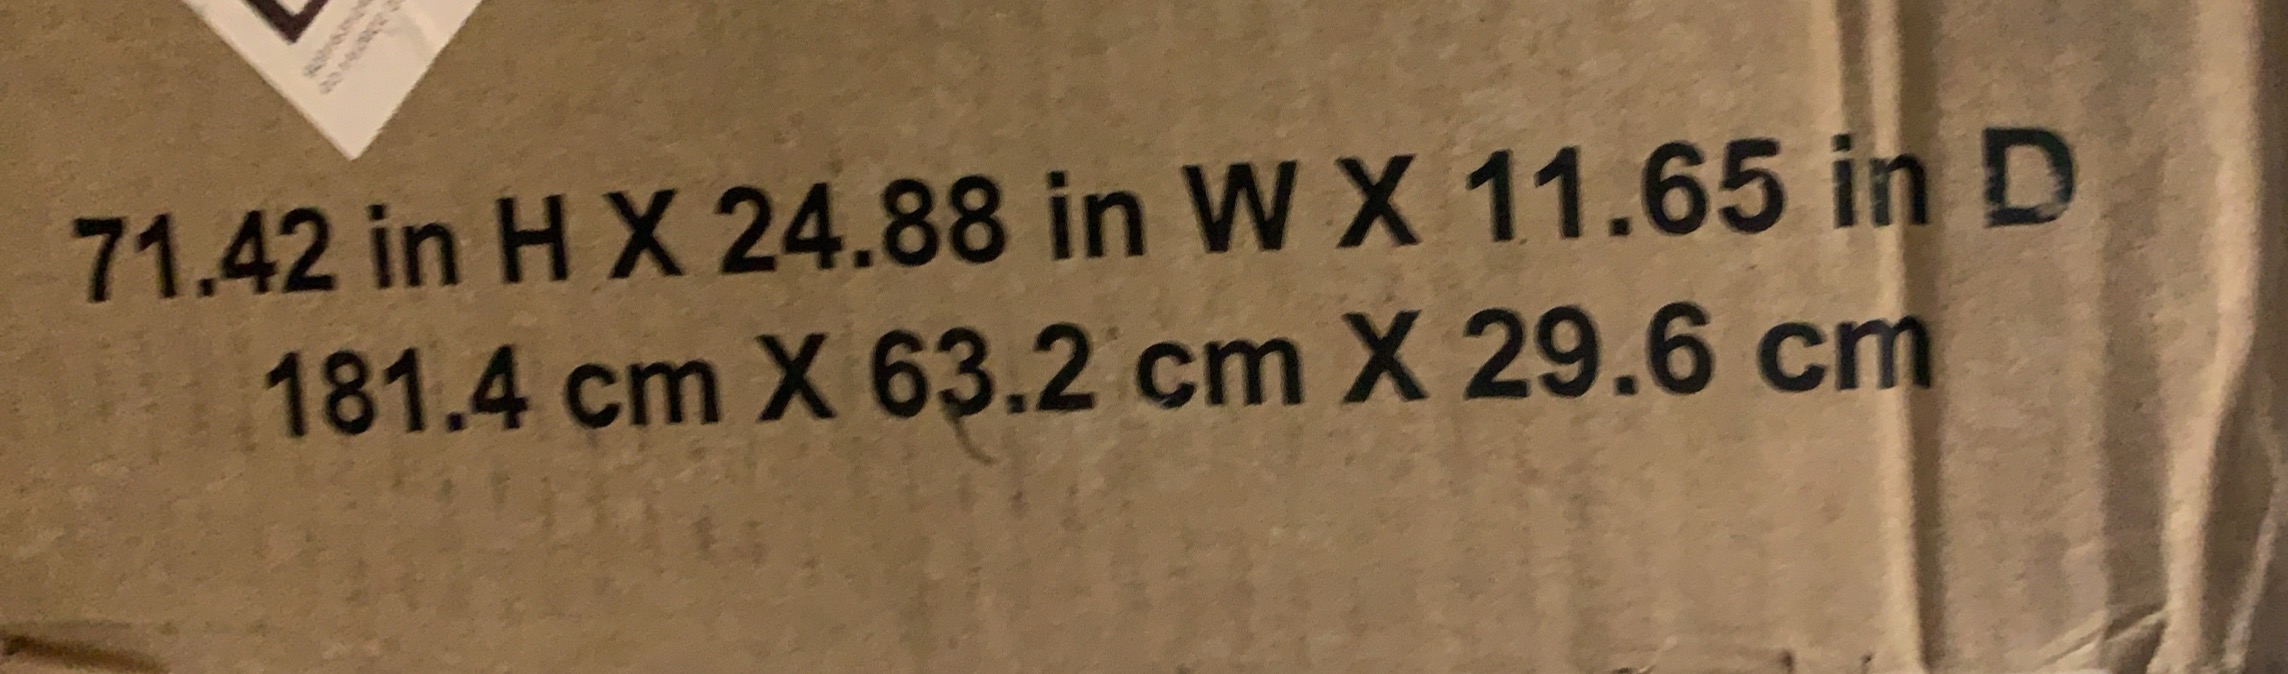 71.42 in H X 24.88 in W X 11.65 in D
181.4 cm X 63.2 cm X 29.6 cm